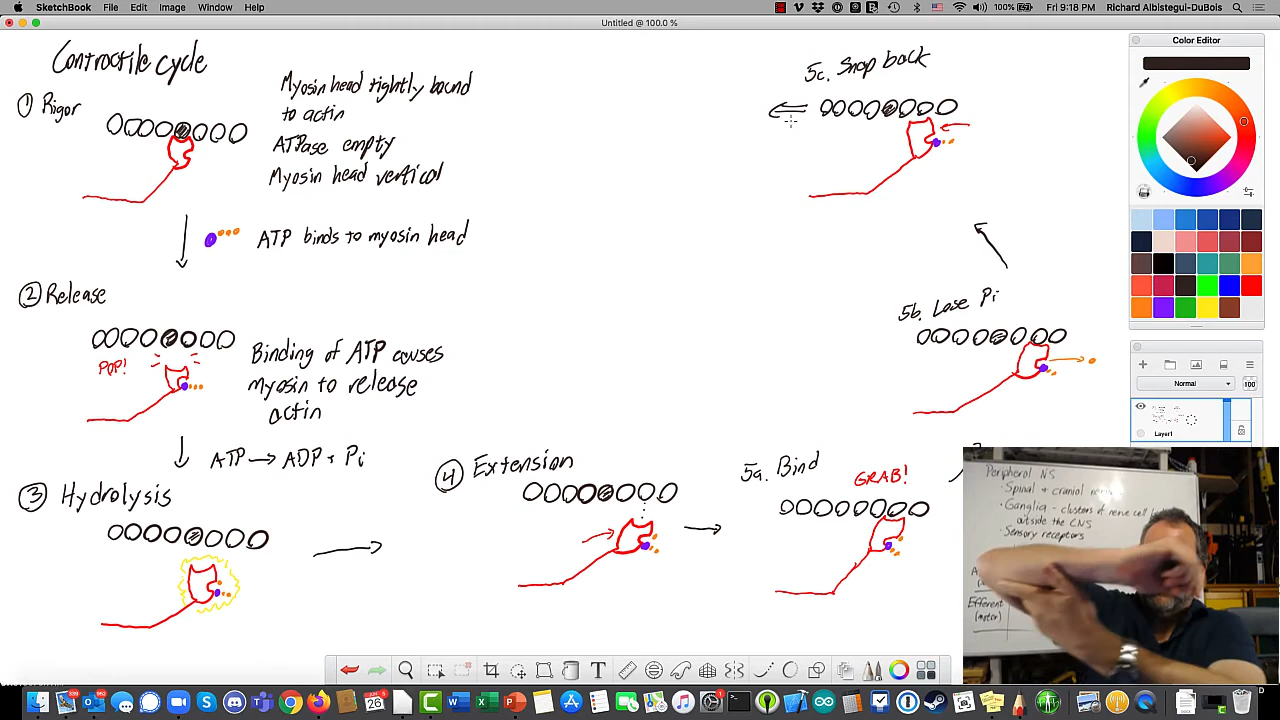 SketchBook File Edit Image Window Help
100% Fri 9:18 PM Richard Albistegui-DuBois
Untitled @ 100.0 %
Contractile cycle
① Rigor
Myosin head tightly bound
to actin
ATPase empty
Myosin head vertical
ATP binds to myosin head
② Release
POP!
Binding of ATP causes
myosin to release
actin
ATP → ADP + Pi
③ Hydrolysis
④ Extension
5a. Bind
GRAB!
5b. Lose Pi
5c. Snap back
Color Editor
Normal
100
Layer1
Peripheral NS
• Spinal + cranial
• Ganglia - clusters of nerve cell
outside the CNS
• Sensory receptors
Efferent
(motor)